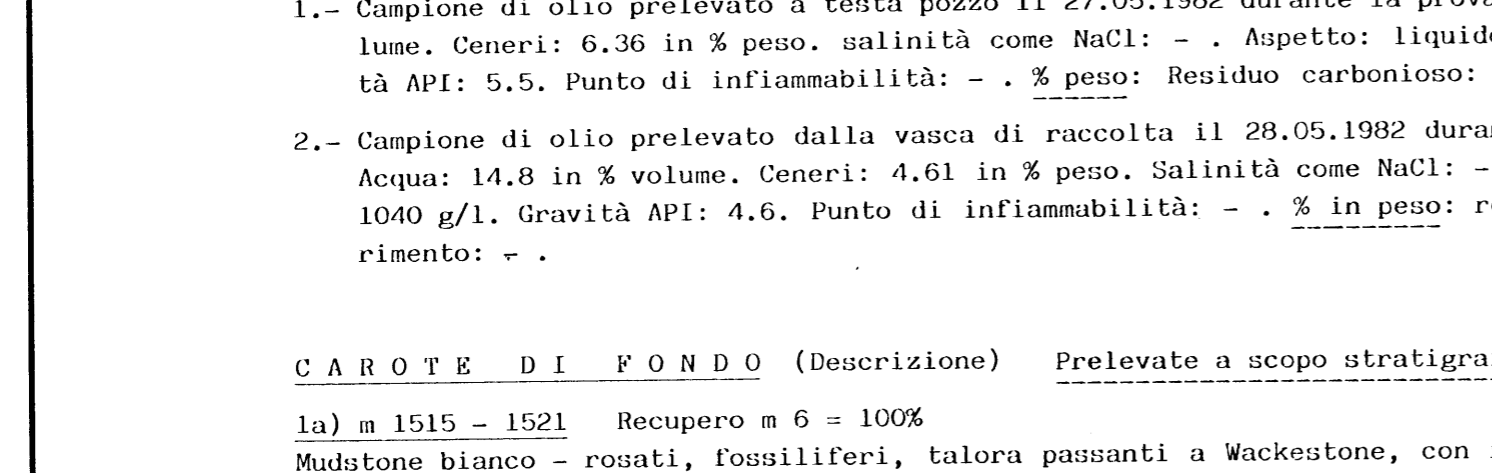 1.- Campione di olio prelevato a testa pozzo il 27.05.1982 durante la prova
lume. Ceneri: 6.36 in % peso. salinità come NaCl: - . Aspetto: liquid
tà API: 5.5. Punto di infiammabilità: - . % peso: Residuo carbonioso:
2.- Campione di olio prelevato dalla vasca di raccolta il 28.05.1982 dura
Acqua: 14.8 in % volume. Ceneri: 4.61 in % peso. Salinità come NaCl: -
1040 g/l. Gravità API: 4.6. Punto di infiammabilità: - . % in peso: r
rimento: - .
C A R O T E   D I   F O N D O (Descrizione) Prelevate a scopo stratigra
1a) m 1515 - 1521 Recupero m 6 = 100%
Mudstone bianco - rosati, fossiliferi, talora passanti a Wackestone, con